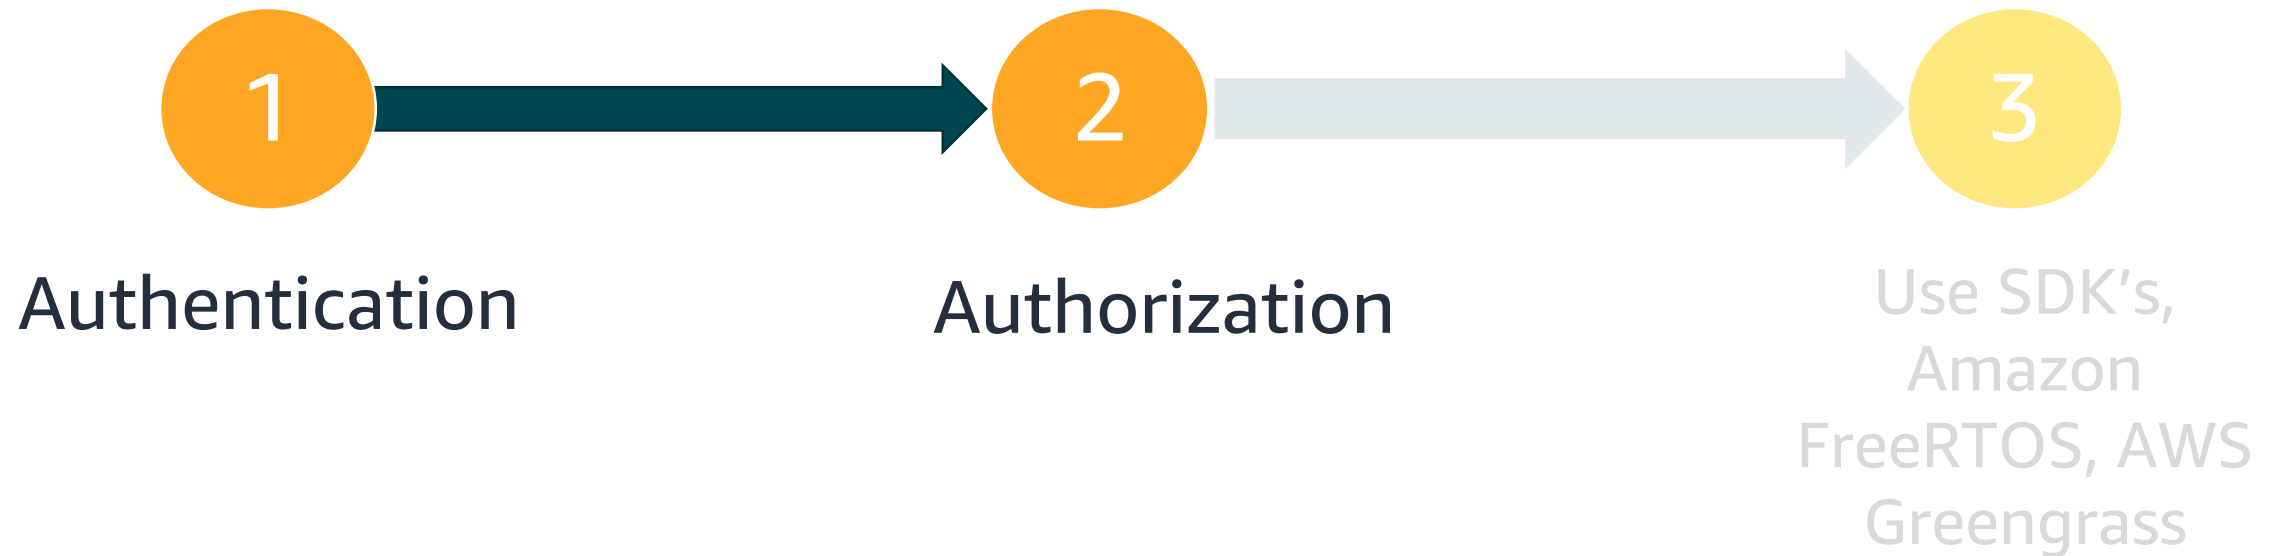 1
2
3
Authentication
Authorization
Use SDK’s,
Amazon
FreeRTOS, AWS
Greengrass